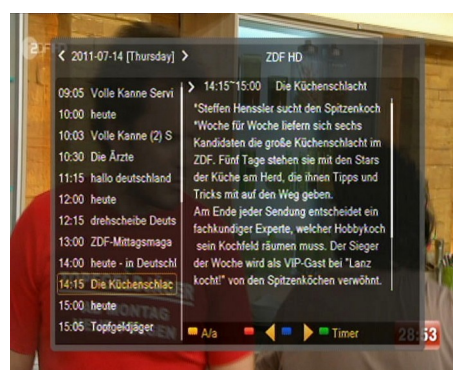 ZDF
2011-07-14 [Thursday]
ZDF HD
09:05 Volle Kanne Servi
10:00 heute
10:03 Volle Kanne (2) S
10:30 Die Ärzte
11:15 hallo deutschland
12:00 heute
12:15 drehscheibe Deuts
13:00 ZDF-Mittagsmaga
14:00 heute - in Deutschl
14:15 Die Küchenschlac
15:00 heute
15:05 Topfgeldjäger
14:15~15:00 Die Küchenschlacht
"Steffen Henssler sucht den Spitzenkoch
"Woche für Woche liefern sich sechs
Kandidaten die große Küchenschlacht im
ZDF. Fünf Tage stehen sie mit den Stars
der Küche am Herd, die ihnen Tipps und
Tricks mit auf den Weg geben.
Am Ende jeder Sendung entscheidet ein
fachkundiger Experte, welcher Hobbykoch
sein Kochfeld räumen muss. Der Sieger
der Woche wird als VIP-Gast bei "Lanz
kocht!" von den Spitzenköchen verwöhnt.
A/a
Timer
28:53